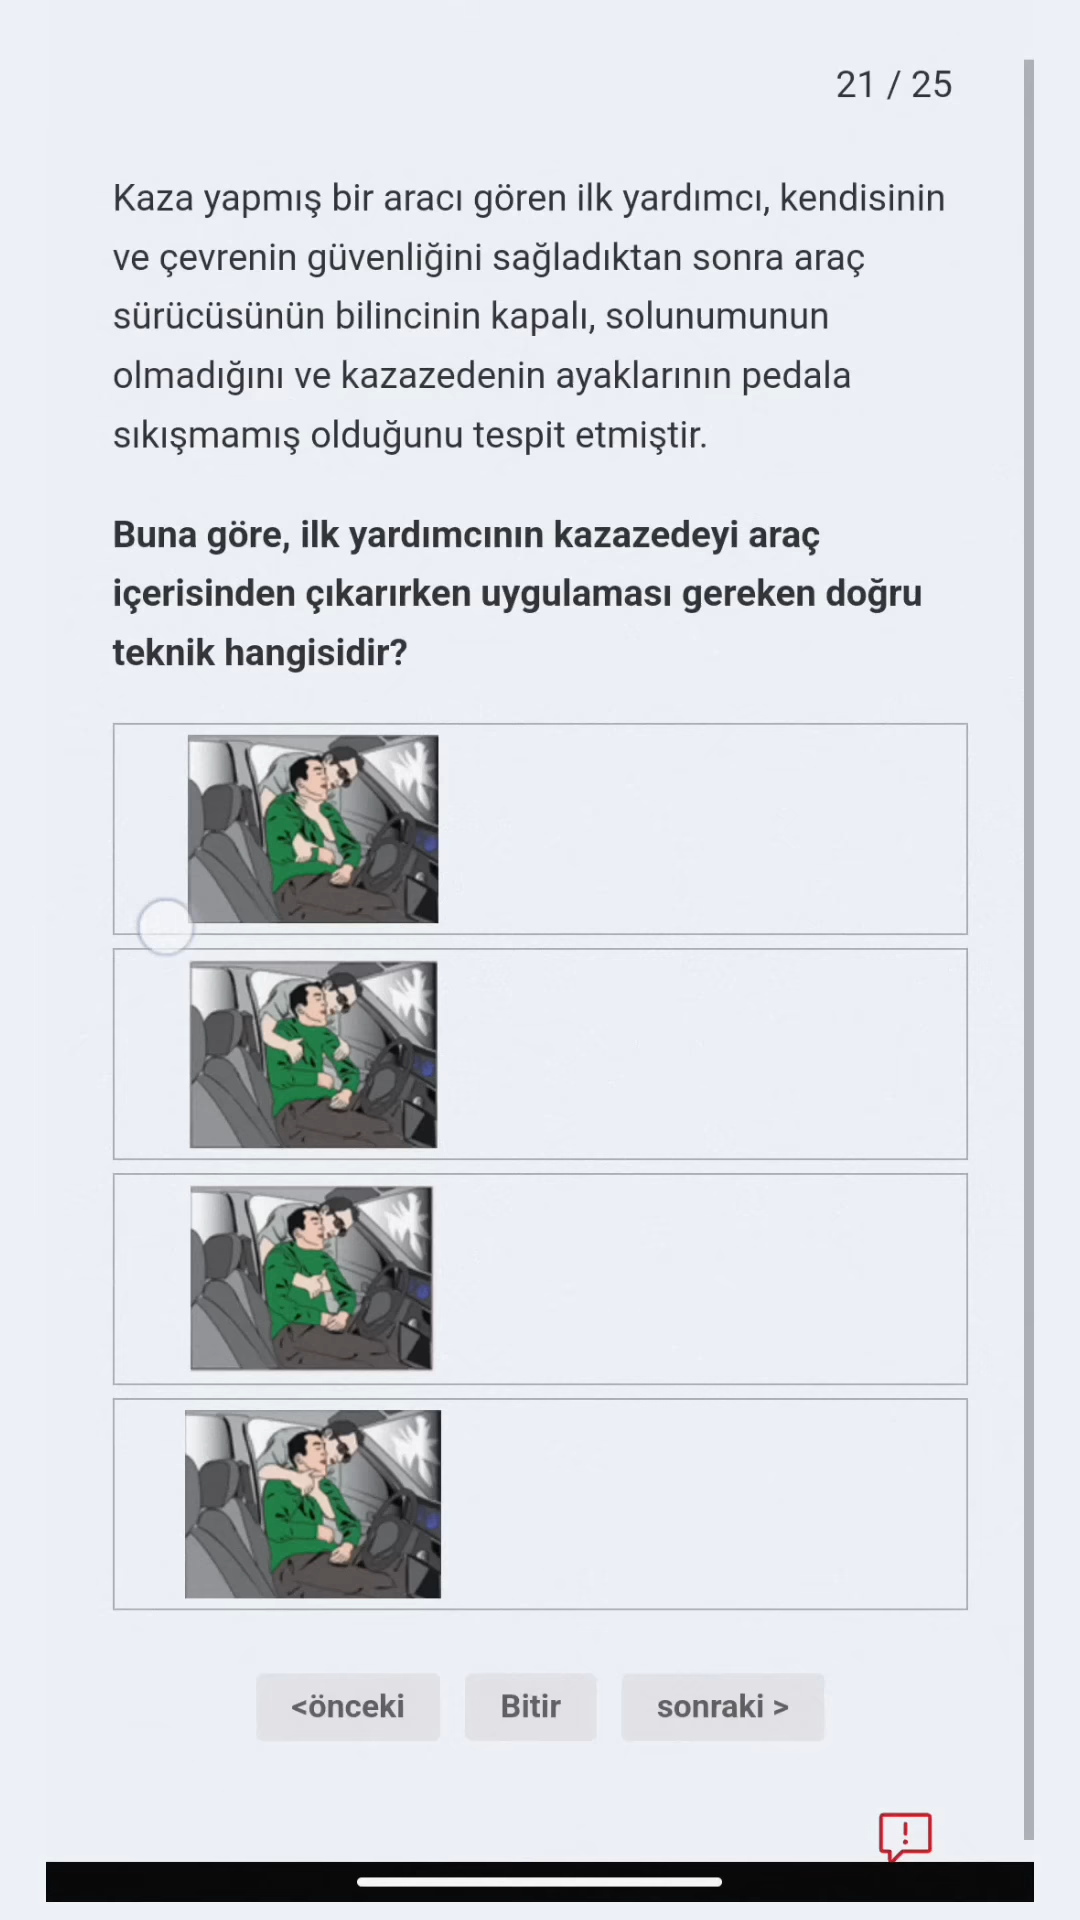 21 / 25
Kaza yapmış bir aracı gören ilk yardımcı, kendisinin
ve çevrenin güvenliğini sağladıktan sonra araç
sürücüsünün bilincinin kapalı, solunumunun
olmadığını ve kazazedenin ayaklarının pedala
sıkışmamış olduğunu tespit etmiştir.
Buna göre, ilk yardımcının kazazedeyi araç
içerisinden çıkarırken uygulaması gereken doğru
teknik hangisidir?
<önceki
Bitir
sonraki >